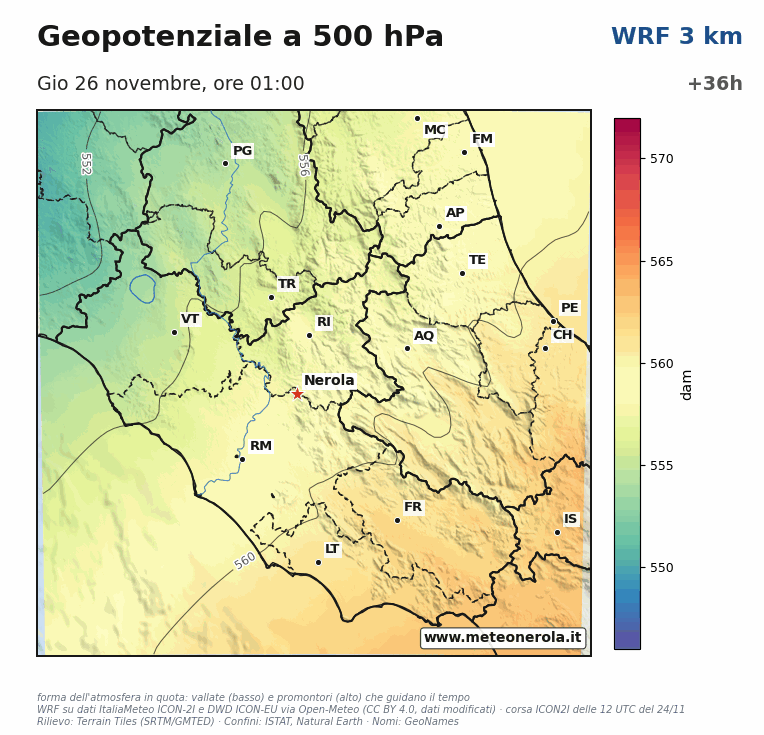 Geopotenziale a 500 hPa
WRF 3 km
Gio 26 novembre, ore 01:00
+36h
MC
FM
PG
552
556
AP
TE
TR
PE
VT
RI
AQ
CH
Nerola
RM
FR
IS
LT
560
www.meteonerola.it
570
565
560
555
550
dam
forma dell'atmosfera in quota: vallate (basso) e promontori (alto) che guidano il tempo
WRF su dati ItaliaMeteo ICON-2I e DWD ICON-EU via Open-Meteo (CC BY 4.0, dati modificati) · corsa ICON2I delle 12 UTC del 24/11
Rilievo: Terrain Tiles (SRTM/GMTED) · Confini: ISTAT, Natural Earth · Nomi: GeoNames